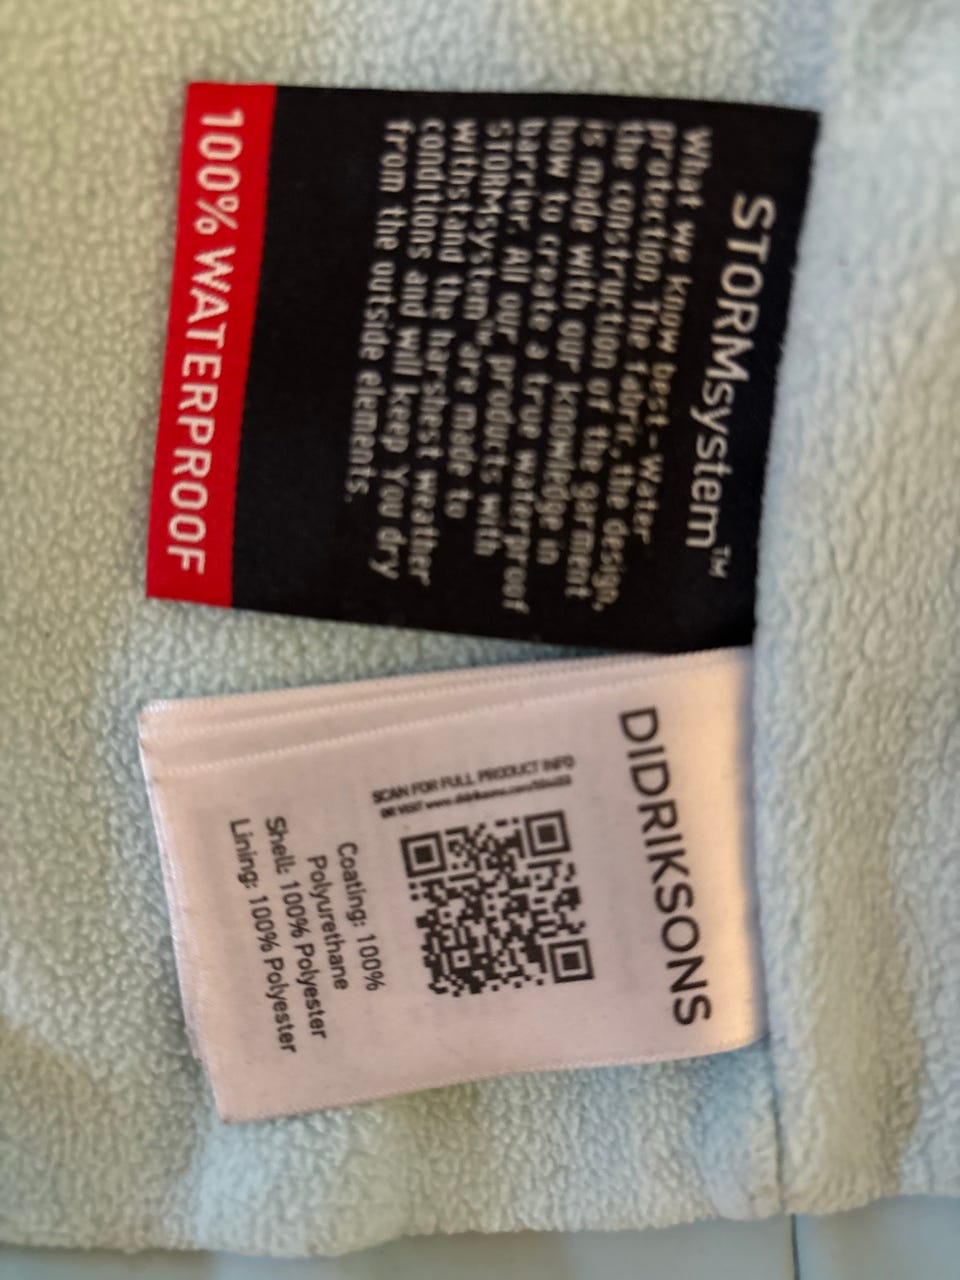 STORMsystem™
What we know best - Water
protection. The fabric, the design,
the construction of the garment
is made with our knowledge in
how to create a true waterproof
barrier. All our products with
STORMsystem™ are made to
withstand the harshest weather
conditions and will keep You dry
from the outside elements.
100% WATERPROOF
DIDRIKSONS
SCAN FOR FULL PRODUCT INFO
OR VISIT
Coating: 100%
Polyurethane
Shell: 100% Polyester
Lining: 100% Polyester